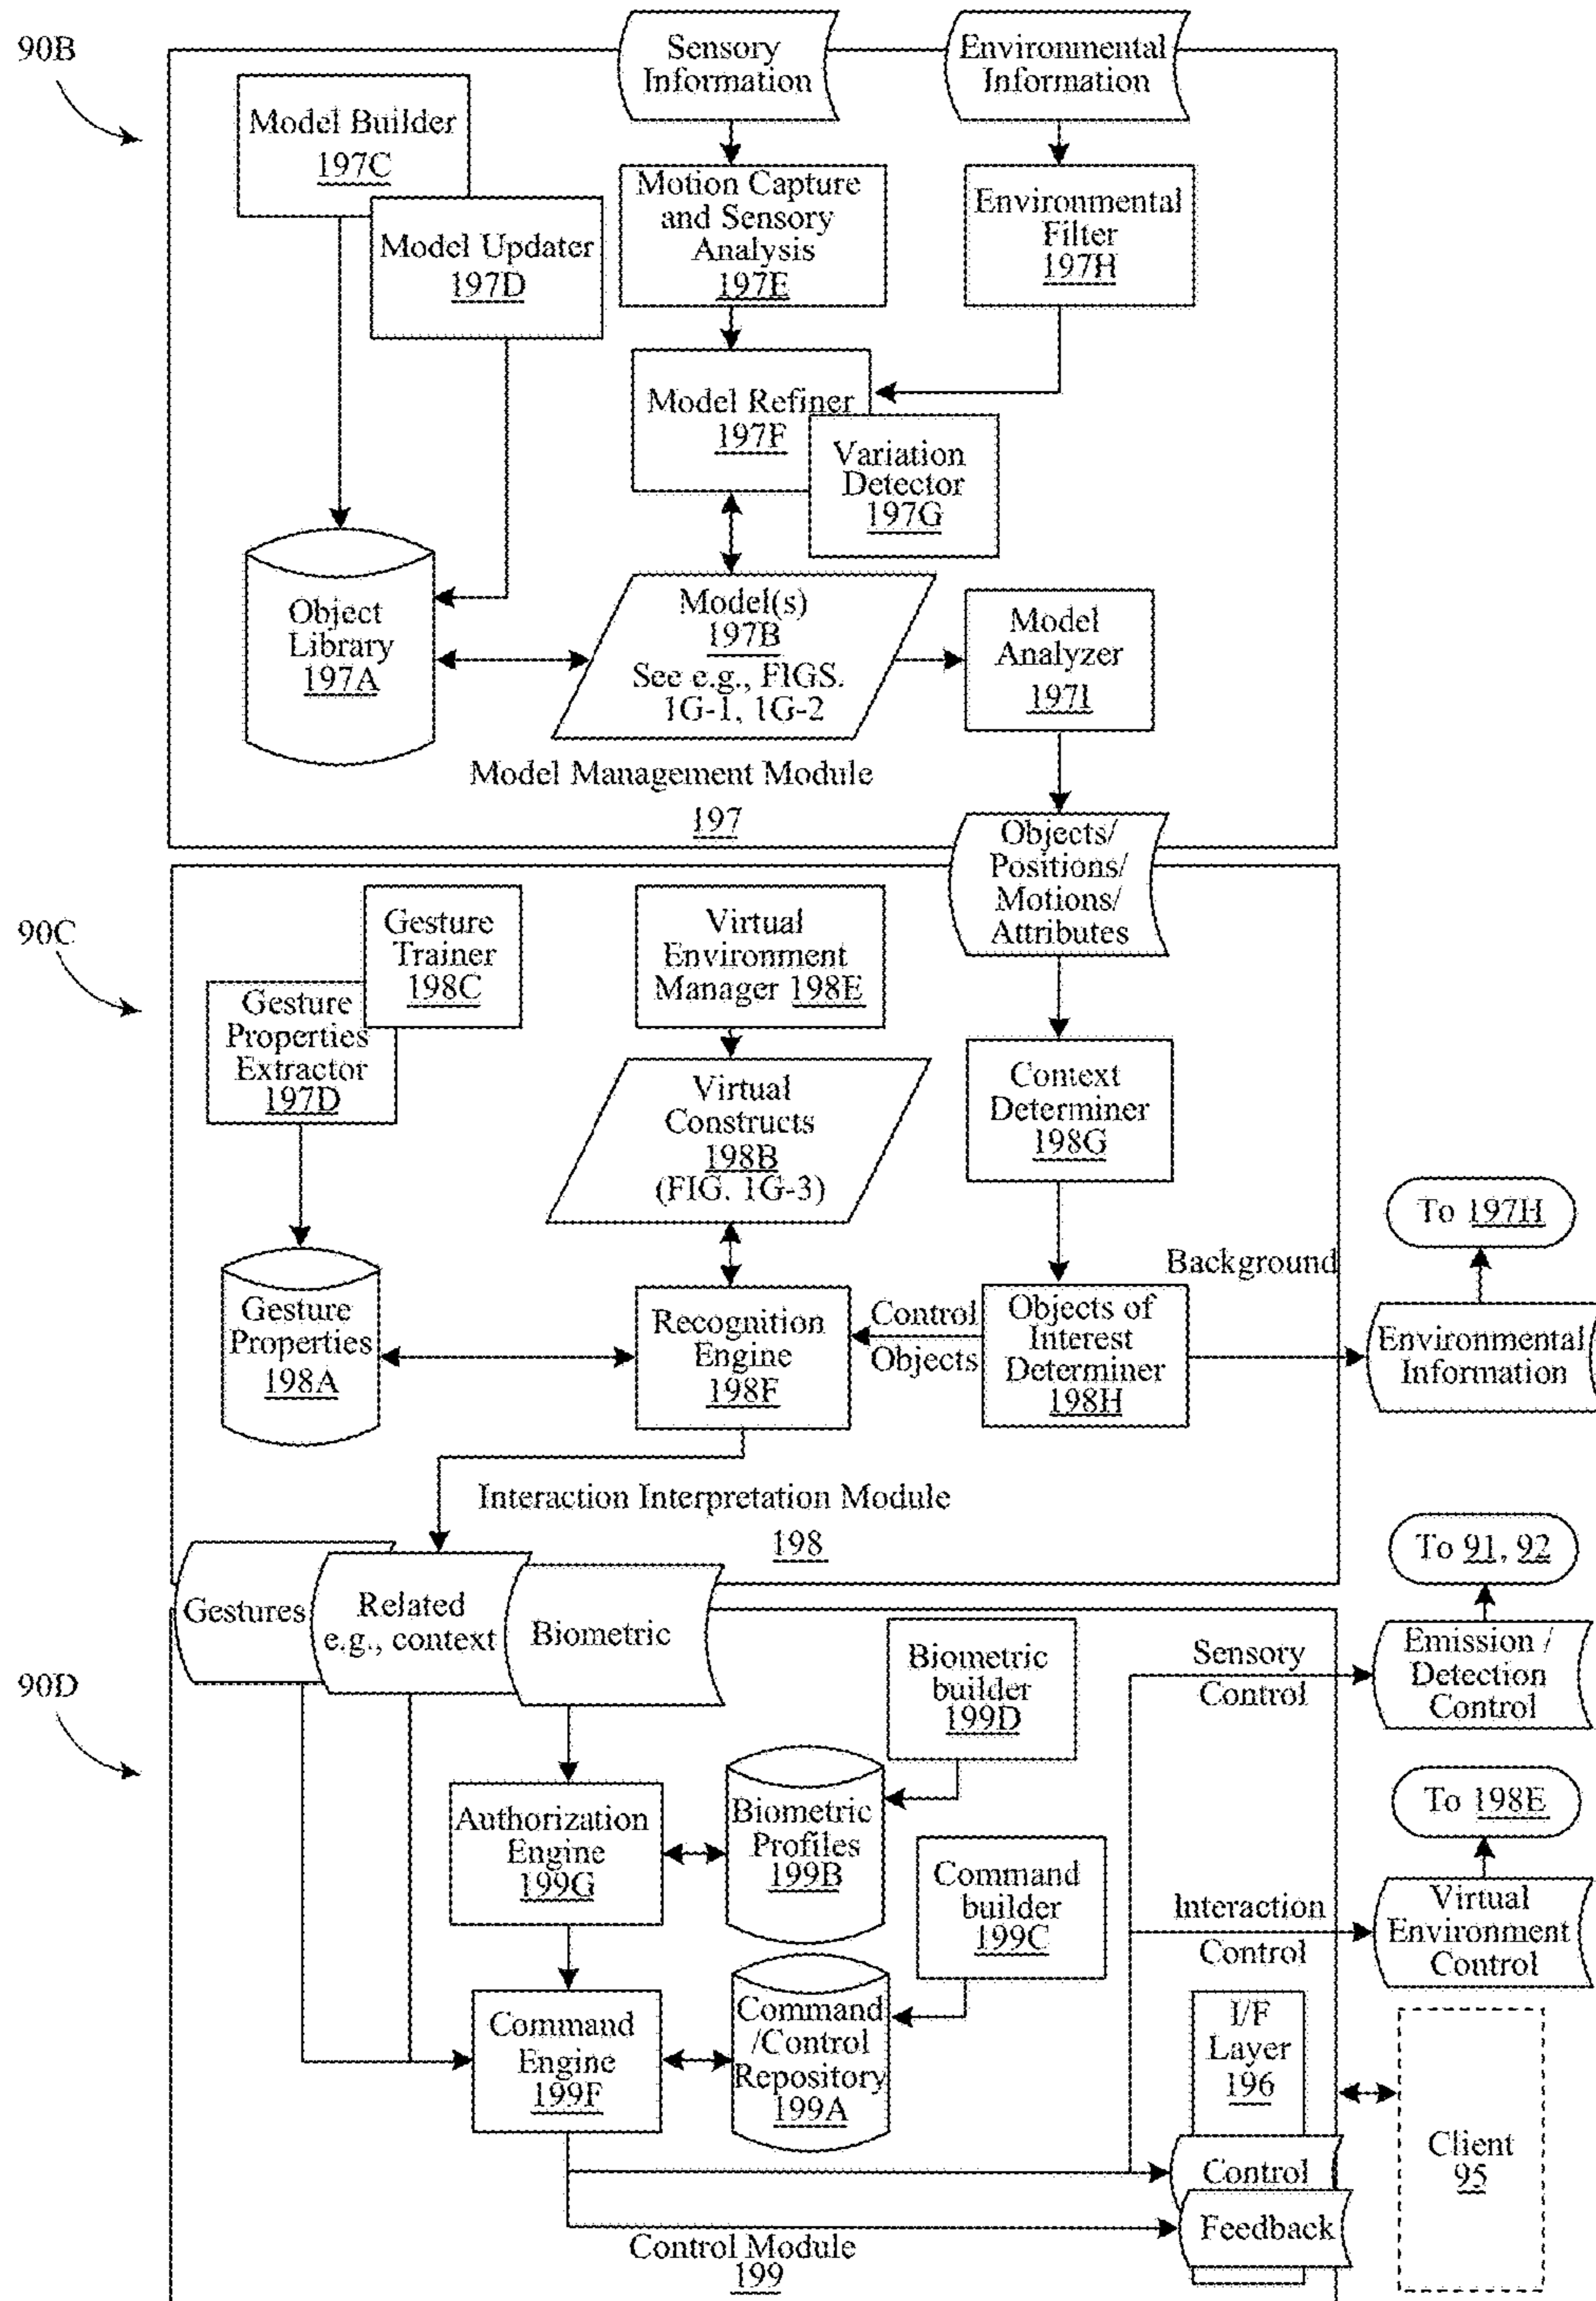 90B
Sensory
Information
Environmental
Information
Model Builder
197C
Model Updater
197D
Motion Capture
and Sensory
Analysis
197E
Environmental
Filter
197H
Model Refiner
197F
Variation
Detector
197G
Object
Library
197A
Model(s)
197B
See e.g., FIGS.
1G-1, 1G-2
Model
Analyzer
197I
Model Management Module
197
Objects/
Positions/
Motions/
Attributes
90C
Gesture
Trainer
198C
Gesture
Properties
Extractor
197D
Virtual
Environment
Manager 198E
Virtual
Constructs
198B
(FIG. 1G-3)
Context
Determiner
198G
To 197H
Background
Gesture
Properties
198A
Recognition
Engine
198F
Control
Objects
Objects of
Interest
Determiner
198H
Environmental
Information
Interaction Interpretation Module
198
To 91, 92
Gestures
Related
e.g., context
Biometric
90D
Biometric
builder
199D
Sensory
Control
Emission /
Detection
Control
Authorization
Engine
199G
Biometric
Profiles
199B
To 198E
Command
builder
199C
Interaction
Control
Virtual
Environment
Control
Command
Engine
199F
Command
/Control
Repository
199A
I/F
Layer
196
Client
95
Control
Feedback
Control Module
199